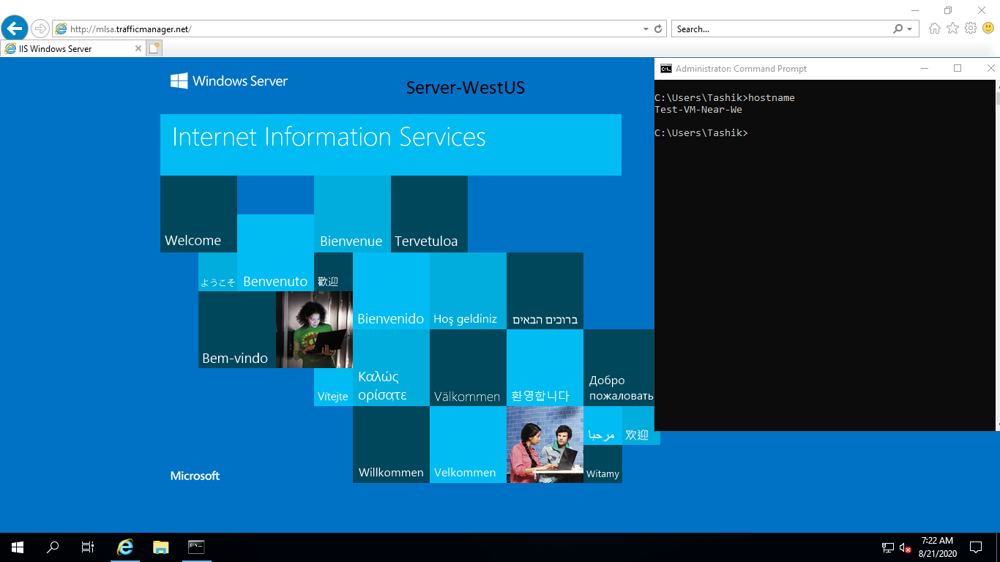 http://mlsa.trafficmanager.net/
Search...
IIS Windows Server
Windows Server
Server-WestUS
Internet Information Services
Welcome
Bienvenue
Tervetuloa
ようこそ
Benvenuto
歡迎
Bienvenido
Hoş geldiniz
ברוכים הבאים
Bem-vindo
Vítejte
Καλώς
ορίσατε
Välkommen
환영합니다
Добро
пожаловать
Willkommen
Velkommen
مرحبا
欢迎
Witamy
Microsoft
Administrator: Command Prompt
C:\Users\Tashik>hostname
Test-VM-Near-We
C:\Users\Tashik>
7:22 AM
8/21/2020